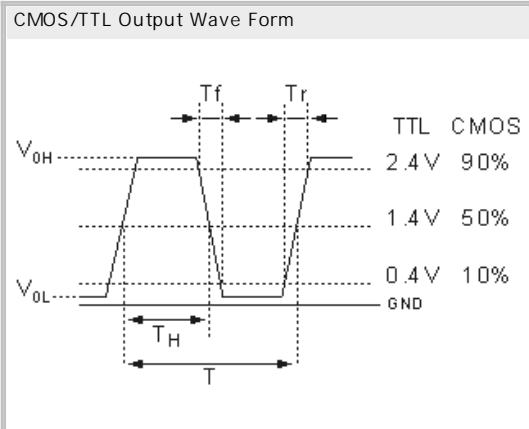 CMOS/TTL Output Wave Form
Tf Tr
TTL CMOS
V0H 2.4V 90%
1.4V 50%
0.4V 10%
V0L GND
TH
T